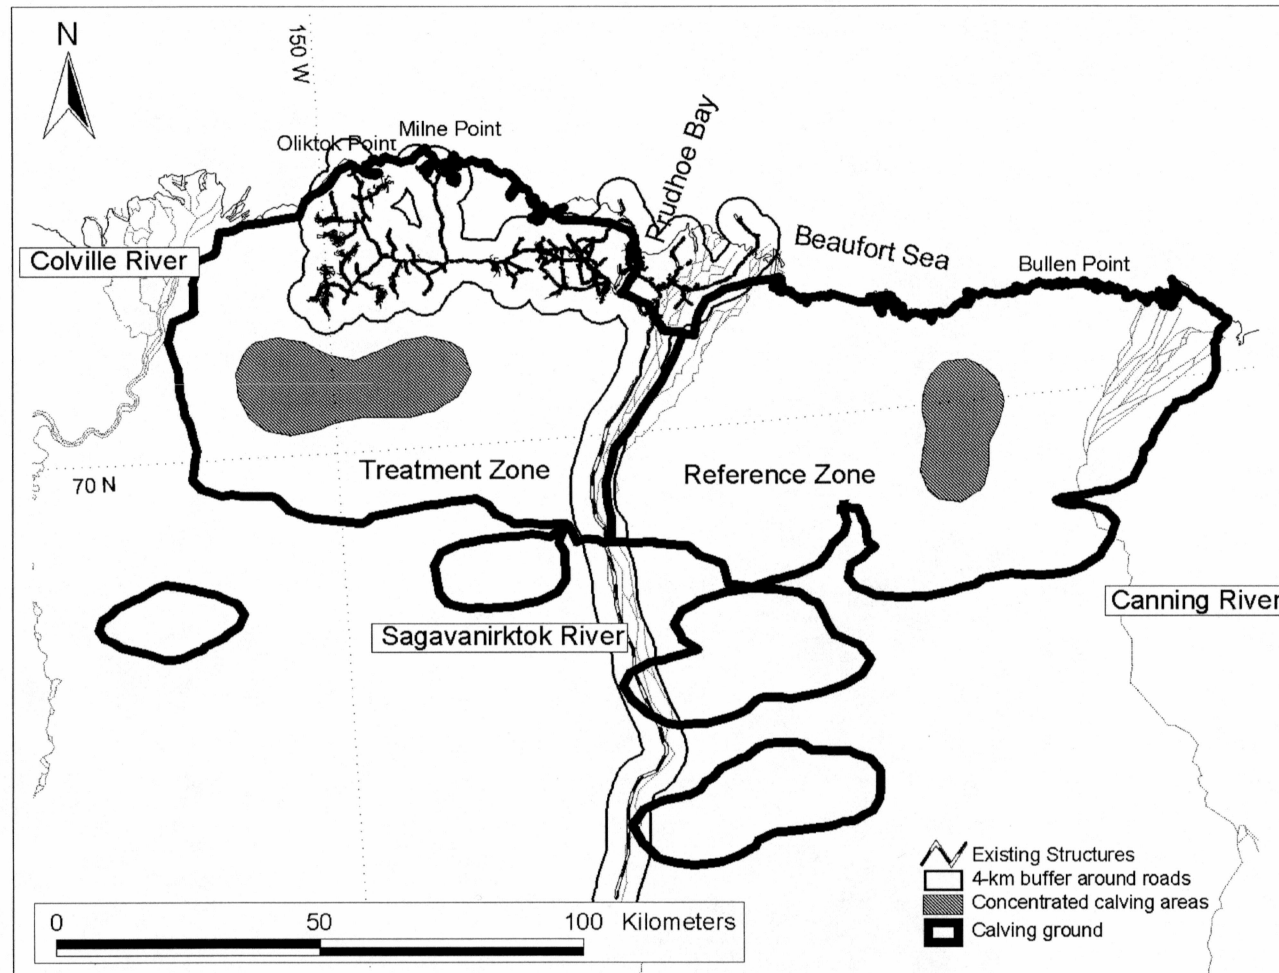 N
150 W
Oliktok Point
Milne Point
Prudhoe Bay
Beaufort Sea
Bullen Point
Colville River
70 N
Treatment Zone
Reference Zone
Canning River
Sagavanirktok River
Existing Structures
4-km buffer around roads
Concentrated calving areas
Calving ground
0 50 100 Kilometers